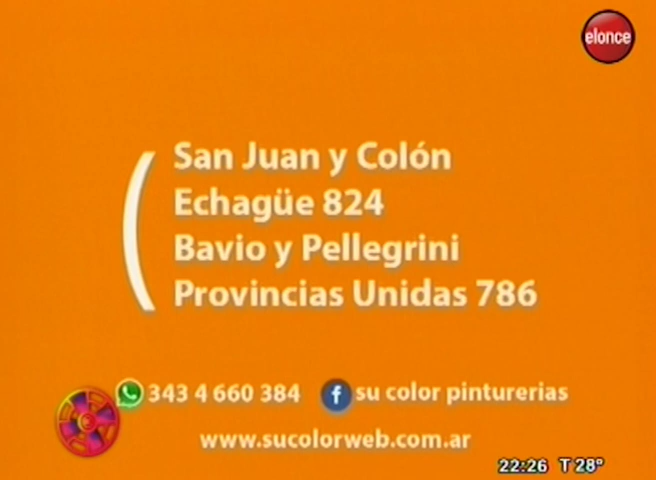 elonce
San Juan y Colón
Echagüe 824
Bavio y Pellegrini
Provincias Unidas 786
343 4 660 384 f su color pinturerias
www.sucolorweb.com.ar
22:26 T 28º